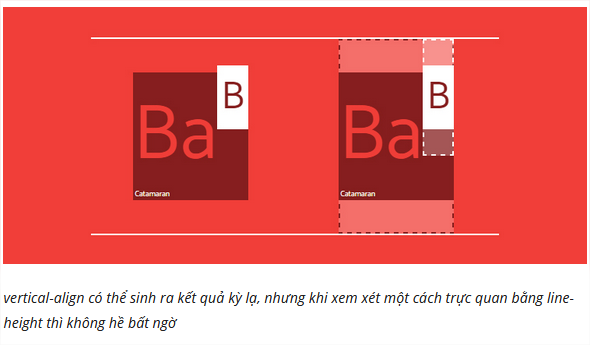 Ba B Ba B
Catamaran Catamaran
vertical-align có thể sinh ra kết quả kỳ lạ, nhưng khi xem xét một cách trực quan bằng line-
height thì không hề bất ngờ